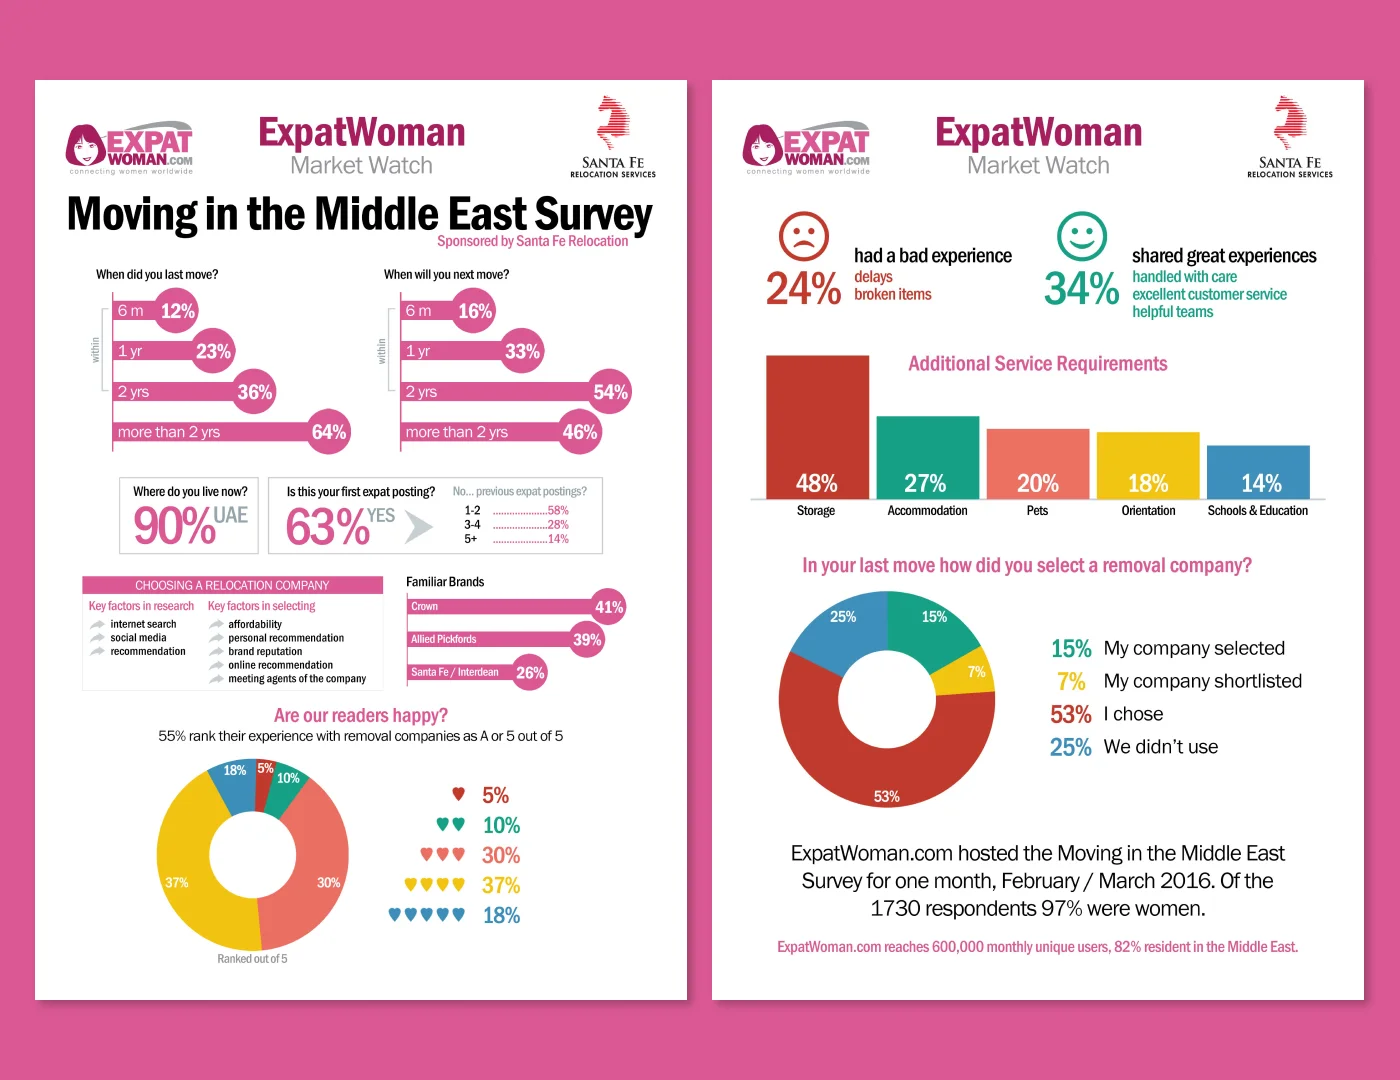 EXPAT
WOMAN.COM
connecting women worldwide
ExpatWoman
Market Watch
SANTA FE
RELOCATION SERVICES
Moving in the Middle East Survey
Sponsored by Santa Fe Relocation
When did you last move?
within
6 m 12%
1 yr 23%
2 yrs 36%
more than 2 yrs 64%
When will you next move?
within
6 m 16%
1 yr 33%
2 yrs 54%
more than 2 yrs 46%
Where do you live now?
90% UAE
Is this your first expat posting?
63% YES
No... previous expat postings?
1-2 ...................58%
3-4 ...................28%
5+ ...................14%
CHOOSING A RELOCATION COMPANY
Key factors in research
internet search
social media
recommendation
Key factors in selecting
affordability
personal recommendation
brand reputation
online recommendation
meeting agents of the company
Familiar Brands
Crown 41%
Allied Pickfords 39%
Santa Fe / Interdean 26%
Are our readers happy?
55% rank their experience with removal companies as A or 5 out of 5
18%
5%
10%
37%
30%
Ranked out of 5
5%
10%
30%
37%
18%
EXPAT
WOMAN.COM
connecting women worldwide
ExpatWoman
Market Watch
SANTA FE
RELOCATION SERVICES
24%
had a bad experience
delays
broken items
34%
shared great experiences
handled with care
excellent customer service
helpful teams
Additional Service Requirements
48% 27% 20% 18% 14%
Storage Accommodation Pets Orientation Schools & Education
In your last move how did you select a removal company?
25%
15%
7%
53%
15% My company selected
7% My company shortlisted
53% I chose
25% We didn't use
ExpatWoman.com hosted the Moving in the Middle East
Survey for one month, February / March 2016. Of the
1730 respondents 97% were women.
ExpatWoman.com reaches 600,000 monthly unique users, 82% resident in the Middle East.